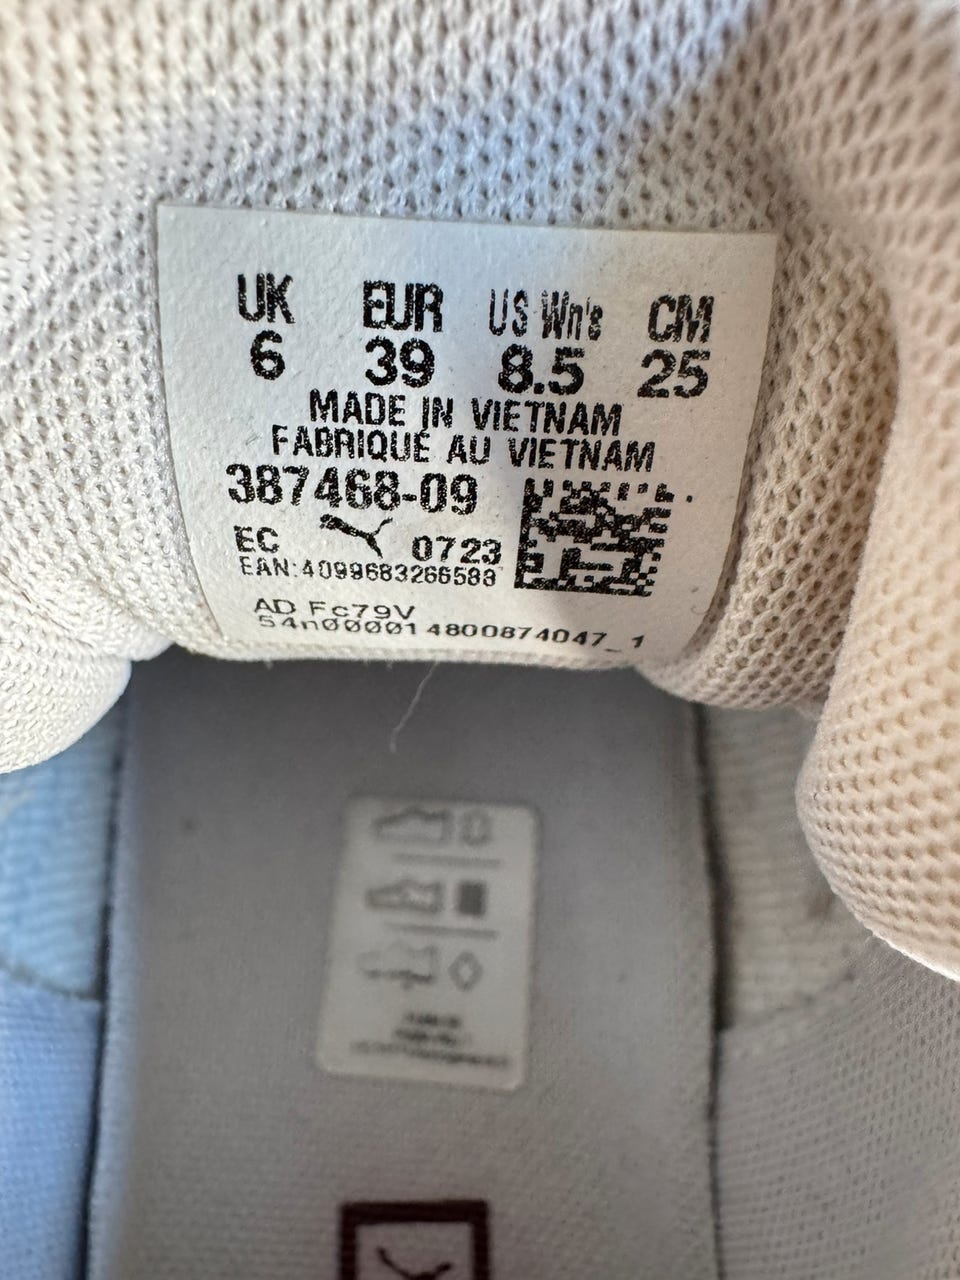 UK EUR US Wn's CM
6 39 8.5 25
MADE IN VIETNAM
FABRIQUÉ AU VIETNAM
387468-09
EC 0723
EAN:4099683266588
AD Fc79V
54n000014800874047_1